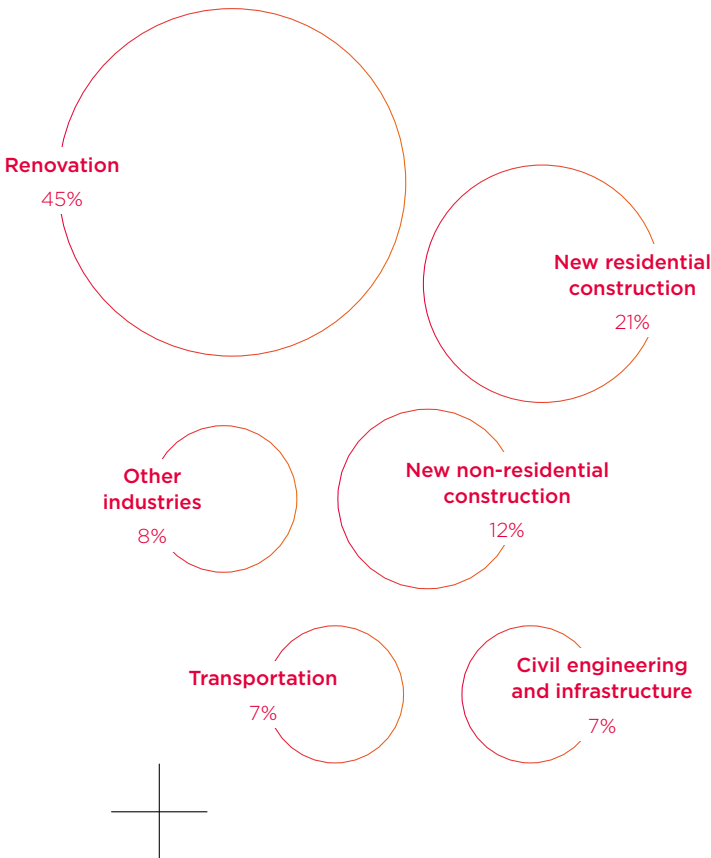 Renovation
45%
New residential
construction
21%
Other
industries
8%
New non-residential
construction
12%
Transportation
7%
Civil engineering
and infrastructure
7%